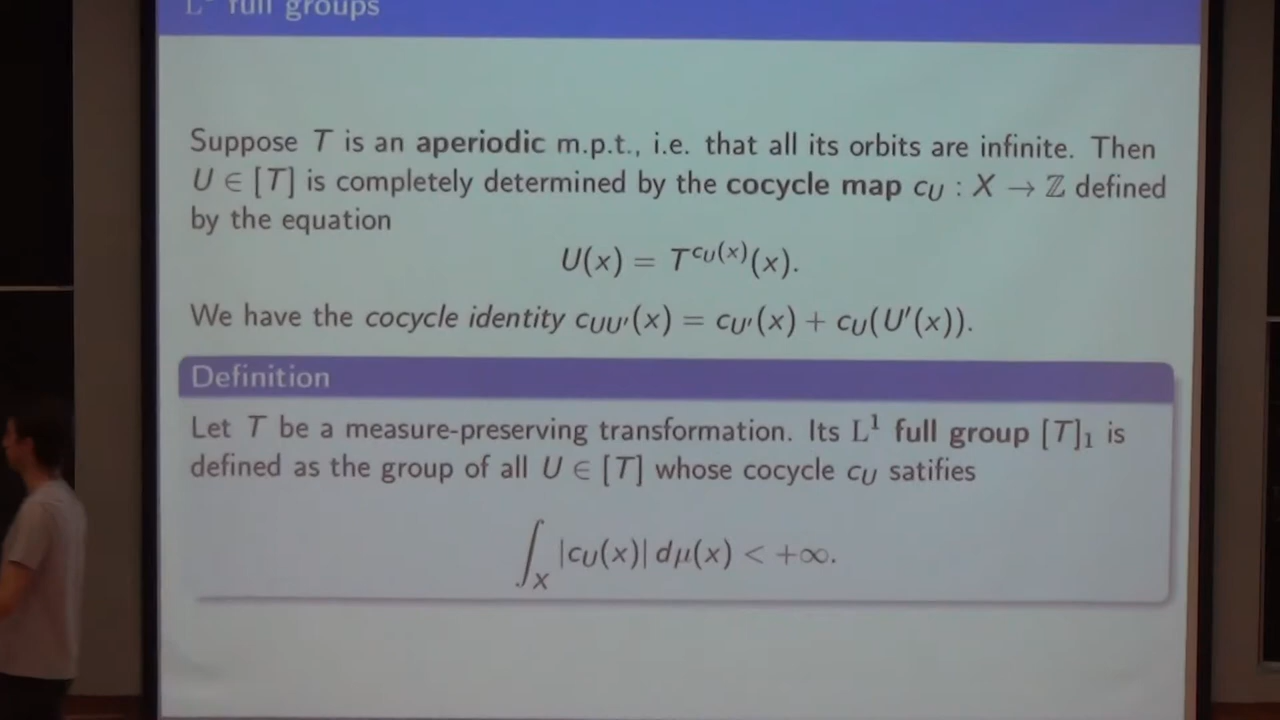 L¹ full groups
Suppose T is an aperiodic m.p.t., i.e. that all its orbits are infinite. Then
U ∈ [T] is completely determined by the cocycle map c_U : X → ℤ defined
by the equation
U(x) = T^{c_U(x)}(x).
We have the cocycle identity c_{UU'}(x) = c_{U'}(x) + c_U(U'(x)).
Definition
Let T be a measure-preserving transformation. Its L¹ full group [T]₁ is
defined as the group of all U ∈ [T] whose cocycle c_U satifies
∫_X |c_U(x)| dμ(x) < +∞.